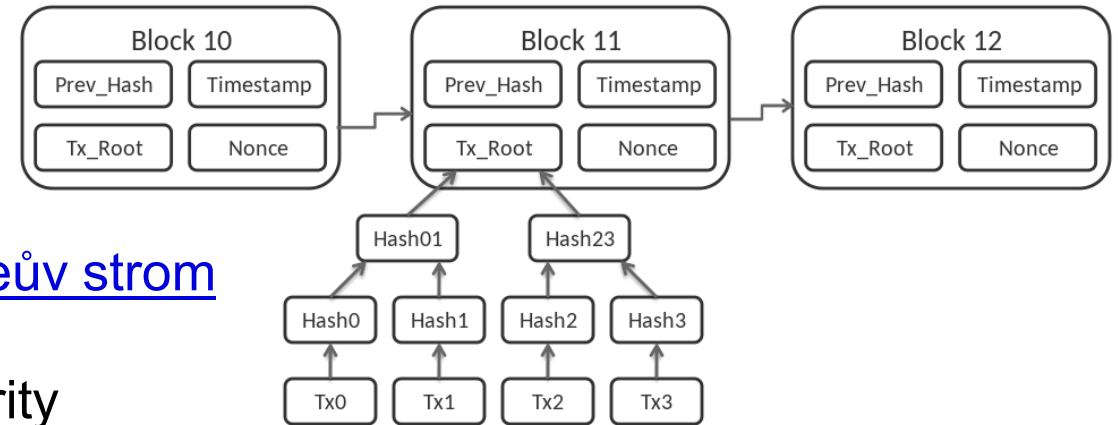 Block 10 Block 11 Block 12
Prev_Hash Timestamp Prev_Hash Timestamp Prev_Hash Timestamp
Tx_Root Nonce Tx_Root Nonce Tx_Root Nonce
Hash01 Hash23
eův strom
Hash0 Hash1 Hash2 Hash3
rity
Tx0 Tx1 Tx2 Tx3